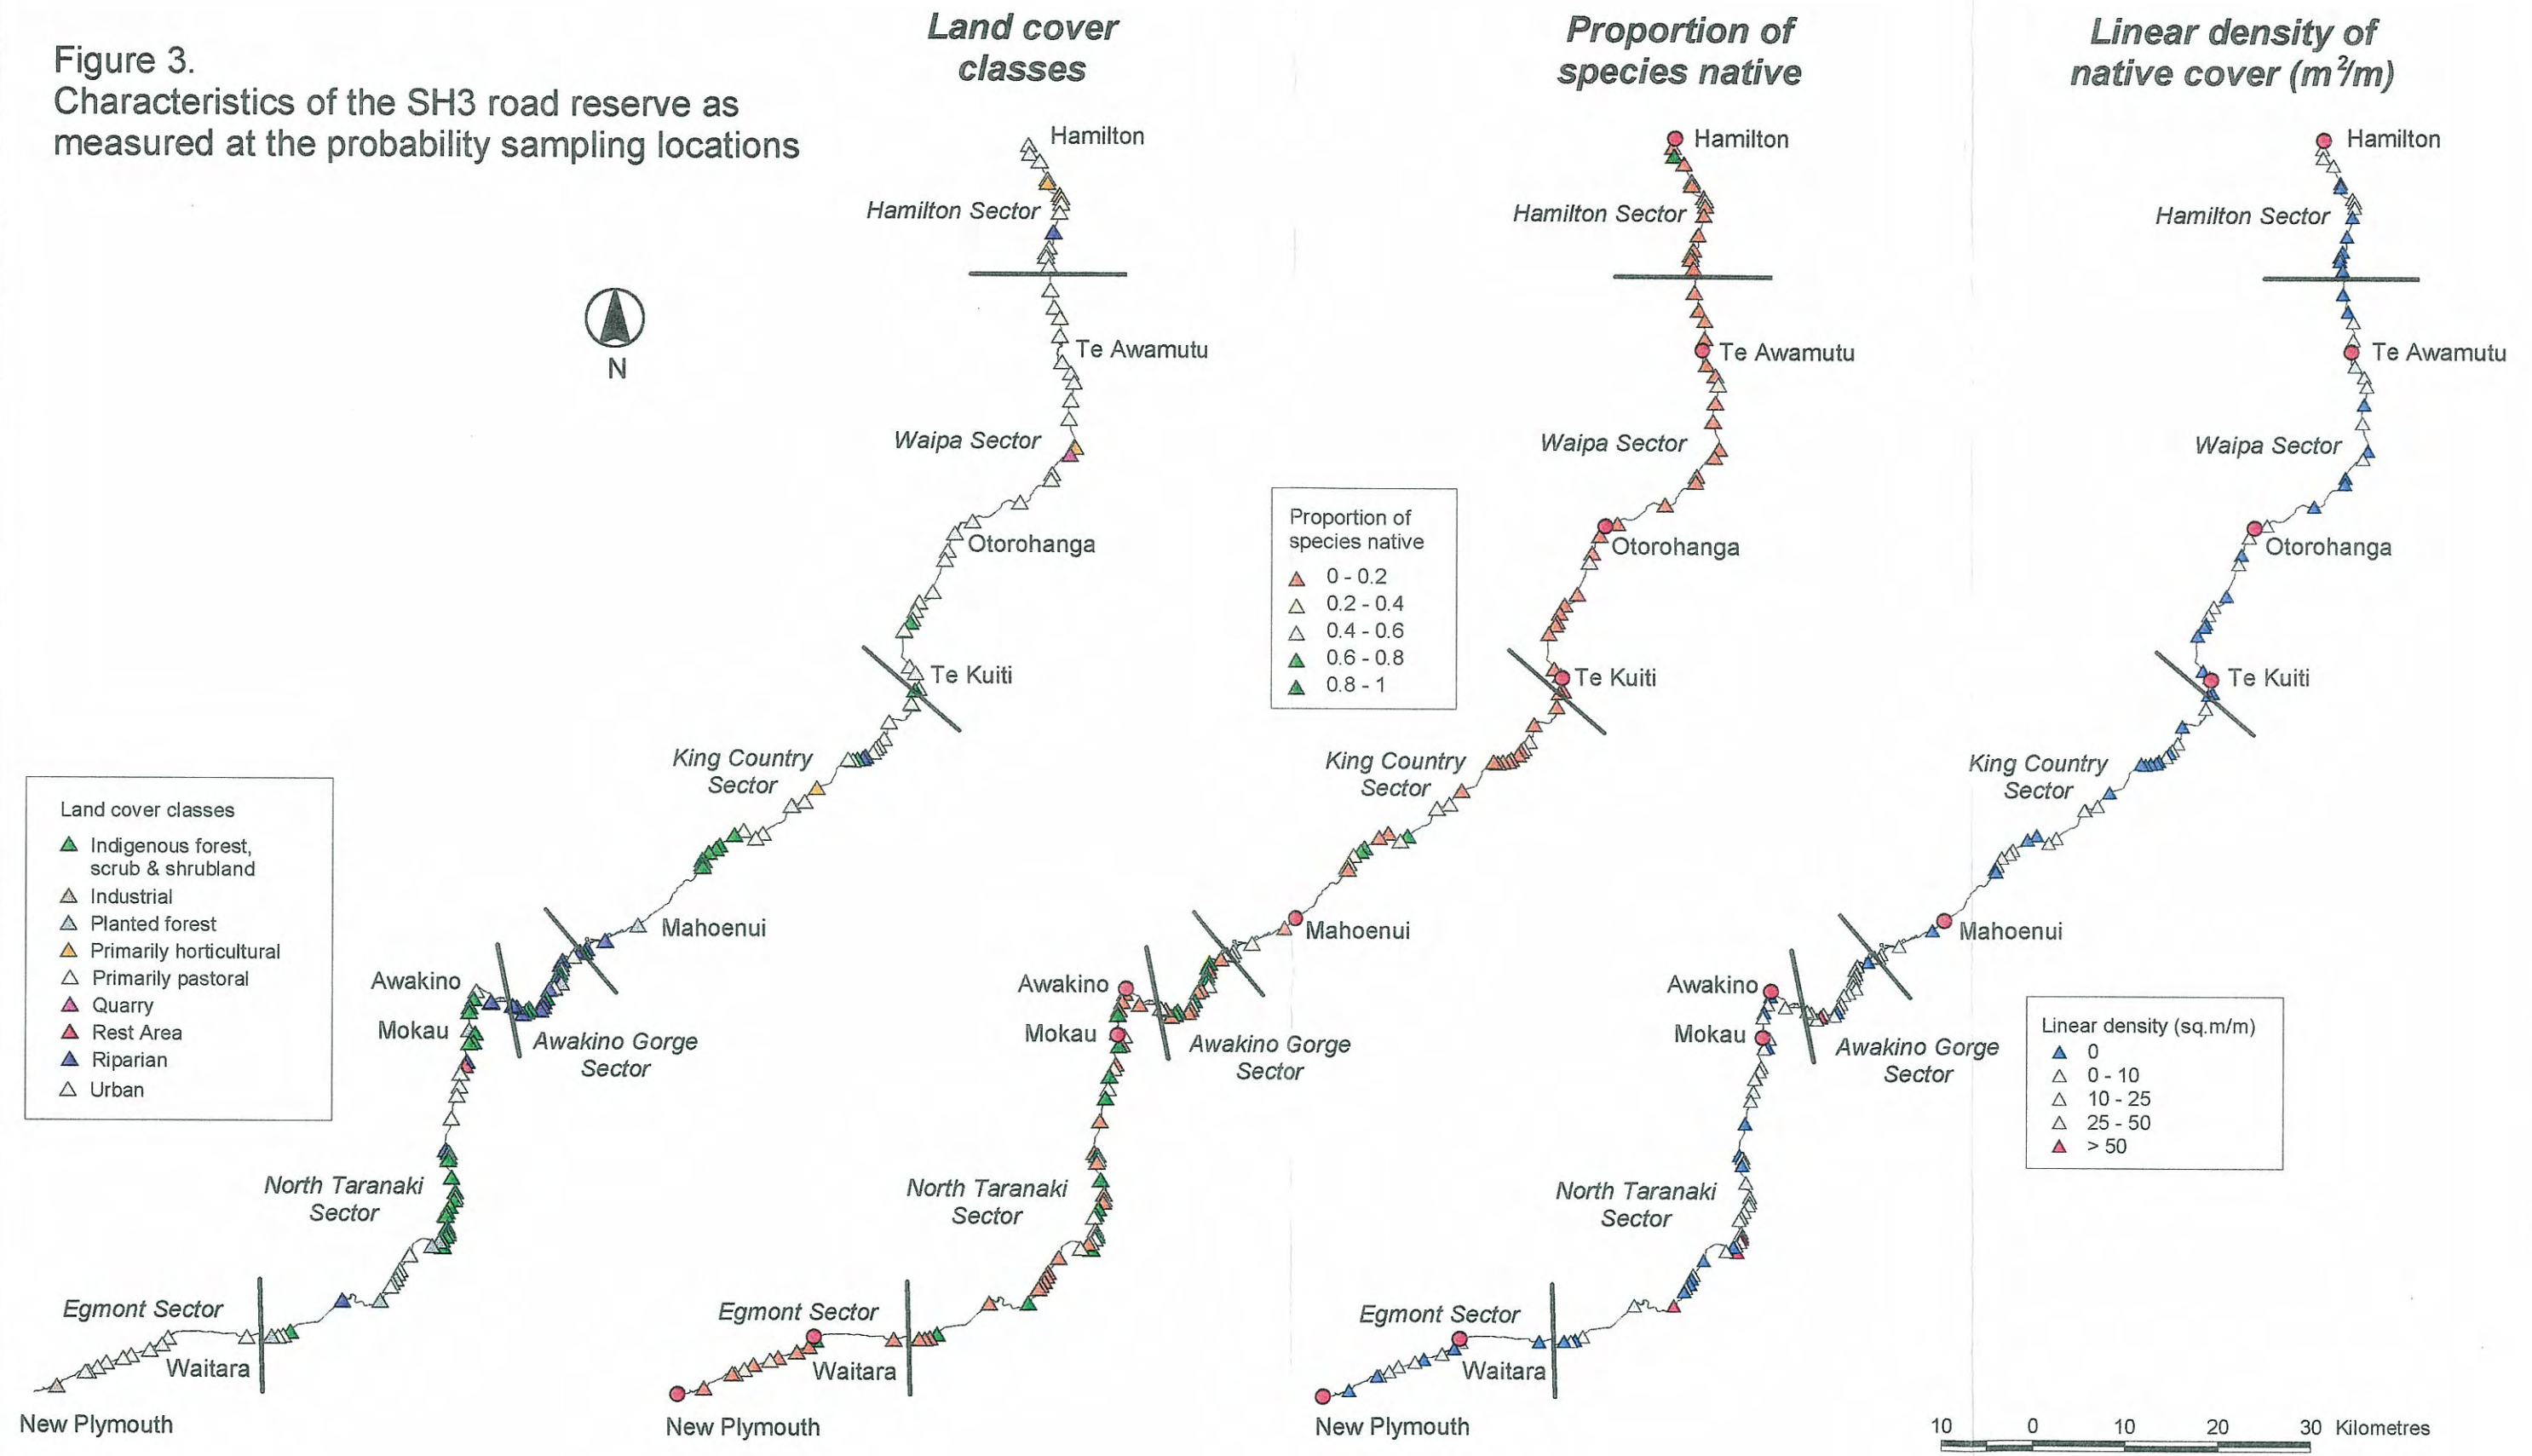 Figure 3.
Characteristics of the SH3 road reserve as
measured at the probability sampling locations
Land cover
classes
Hamilton
Hamilton Sector
Te Awamutu
Waipa Sector
Otorohanga
Te Kuiti
King Country
Sector
Mahoenui
Awakino
Mokau
Awakino Gorge
Sector
North Taranaki
Sector
Egmont Sector
Waitara
New Plymouth
N
Land cover classes
Indigenous forest,
scrub & shrubland
Industrial
Planted forest
Primarily horticultural
Primarily pastoral
Quarry
Rest Area
Riparian
Urban
Proportion of
species native
Hamilton
Hamilton Sector
Te Awamutu
Waipa Sector
Otorohanga
Te Kuiti
King Country
Sector
Mahoenui
Awakino
Mokau
Awakino Gorge
Sector
North Taranaki
Sector
Egmont Sector
Waitara
New Plymouth
Proportion of
species native
0 - 0.2
0.2 - 0.4
0.4 - 0.6
0.6 - 0.8
0.8 - 1
Linear density of
native cover (m²/m)
Hamilton
Hamilton Sector
Te Awamutu
Waipa Sector
Otorohanga
Te Kuiti
King Country
Sector
Mahoenui
Awakino
Mokau
Awakino Gorge
Sector
North Taranaki
Sector
Egmont Sector
Waitara
New Plymouth
Linear density (sq.m/m)
0
0 - 10
10 - 25
25 - 50
> 50
10 0 10 20 30 Kilometres